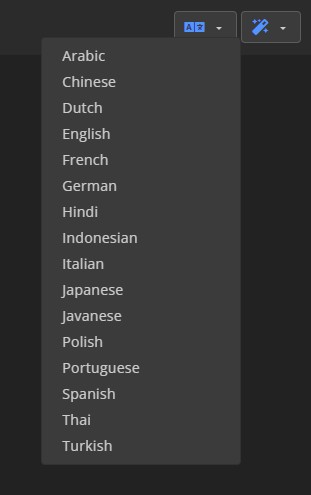 Arabic
Chinese
Dutch
English
French
German
Hindi
Indonesian
Italian
Japanese
Javanese
Polish
Portuguese
Spanish
Thai
Turkish